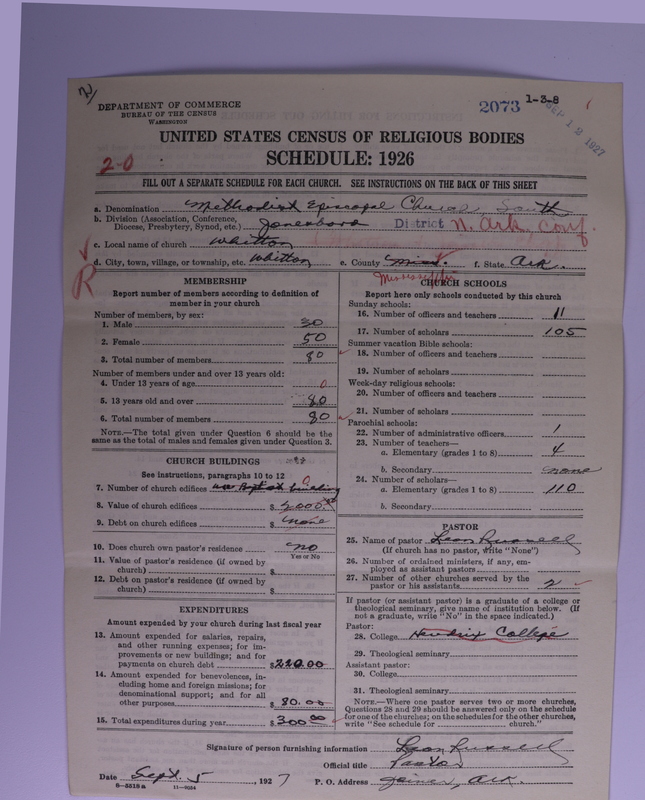 DEPARTMENT OF COMMERCE
BUREAU OF THE CENSUS
WASHINGTON
2073
1-3-8
SEP 12 1927
UNITED STATES CENSUS OF RELIGIOUS BODIES
SCHEDULE: 1926
2-0
FILL OUT A SEPARATE SCHEDULE FOR EACH CHURCH. SEE INSTRUCTIONS ON THE BACK OF THIS SHEET
a. Denomination Methodist Episcopal Church, South
b. Division (Association, Conference, Diocese, Presbytery, Synod, etc.) Jonesboro District N. Ark. Conf.
c. Local name of church Whitton
d. City, town, village, or township, etc. Whitton e. County Miss. f. State Ark.
Mississippi
R
MEMBERSHIP
Report number of members according to definition of member in your church
Number of members, by sex:
1. Male 30
2. Female 50
3. Total number of members 80
Number of members under and over 13 years old:
4. Under 13 years of age 0
5. 13 years old and over 80
6. Total number of members 80
NOTE.—The total given under Question 6 should be the same as the total of males and females given under Question 3.
CHURCH BUILDINGS
See instructions, paragraphs 10 to 12
7. Number of church edifices use Baptist building 0
8. Value of church edifices $ 2000.00
9. Debt on church edifices $ none
10. Does church own pastor's residence no
Yes or No
11. Value of pastor's residence (if owned by church) $
12. Debt on pastor's residence (if owned by church) $
EXPENDITURES
Amount expended by your church during last fiscal year
13. Amount expended for salaries, repairs, and other running expenses; for improvements or new buildings; and for payments on church debt $ 220.00
14. Amount expended for benevolences, including home and foreign missions; for denominational support; and for all other purposes $ 80.00
15. Total expenditures during year $ 300.00
CHURCH SCHOOLS
Report here only schools conducted by this church
Sunday schools:
16. Number of officers and teachers 11
17. Number of scholars 105
Summer vacation Bible schools:
18. Number of officers and teachers
19. Number of scholars
Week-day religious schools:
20. Number of officers and teachers
21. Number of scholars
Parochial schools:
22. Number of administrative officers 1
23. Number of teachers—
a. Elementary (grades 1 to 8) 4
b. Secondary none
24. Number of scholars—
a. Elementary (grades 1 to 8) 110
b. Secondary
PASTOR
25. Name of pastor Leon Russell
(If church has no pastor, write "None")
26. Number of ordained ministers, if any, employed as assistant pastors
27. Number of other churches served by the pastor or his assistants 2
If pastor (or assistant pastor) is a graduate of a college or theological seminary, give name of institution below. (If not a graduate, write "No" in the space indicated.)
Pastor:
28. College Hendrix College
29. Theological seminary
Assistant pastor:
30. College
31. Theological seminary
NOTE.—Where one pastor serves two or more churches, Questions 28 and 29 should be answered only on the schedule for one of the churches; on the schedules for the other churches, write "See schedule for church."
Signature of person furnishing information Leon Russell
Official title Pastor
Date Sept. 5, 1927 P. O. Address Joiner, Ark.
8-5518a 11-9054